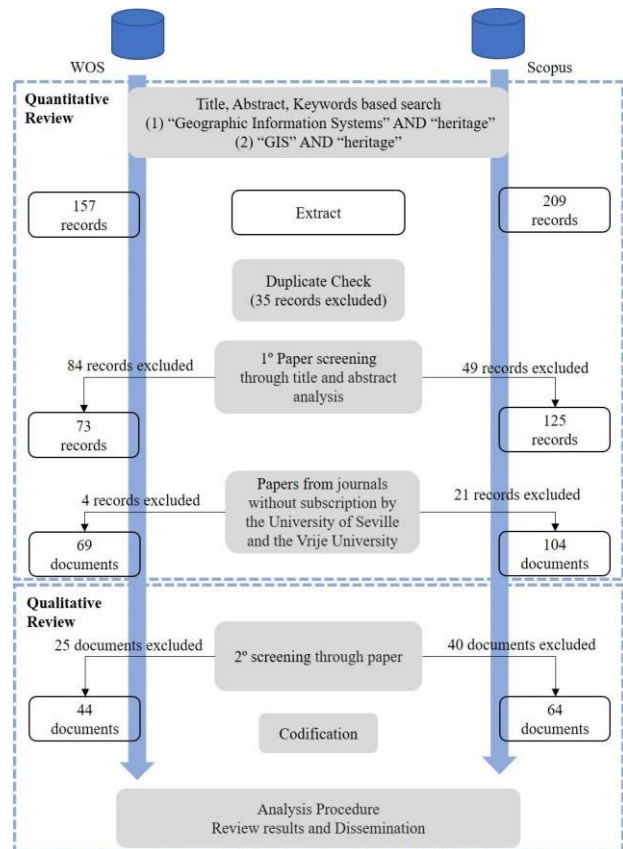 WOS
Scopus
Quantitative
Review
Title, Abstract, Keywords based search
(1) “Geographic Information Systems” AND “heritage”
(2) “GIS” AND “heritage”
157
records
Extract
209
records
Duplicate Check
(35 records excluded)
84 records excluded
1º Paper screening
through title and abstract
analysis
49 records excluded
73
records
125
records
4 records excluded
Papers from journals
without subscription by
the University of Seville
and the Vrije University
21 records excluded
69
documents
104
documents
Qualitative
Review
25 documents excluded
2º screening through paper
40 documents excluded
44
documents
64
documents
Codification
Analysis Procedure
Review results and Dissemination